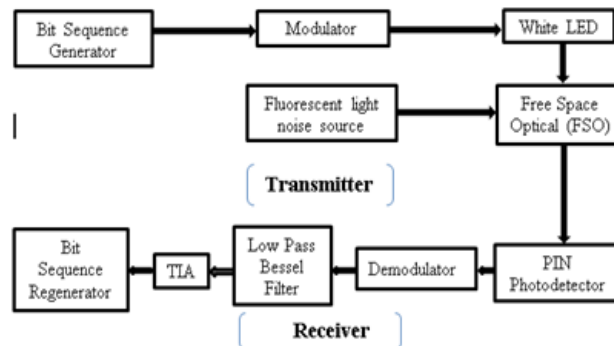 Bit Sequence
Generator
Modulator
White LED
Fluorescent light
noise source
Free Space
Optical (FSO)
Transmitter
Bit
Sequence
Regenerator
TIA
Low Pass
Bessel
Filter
Demodulator
PIN
Photodetector
Receiver